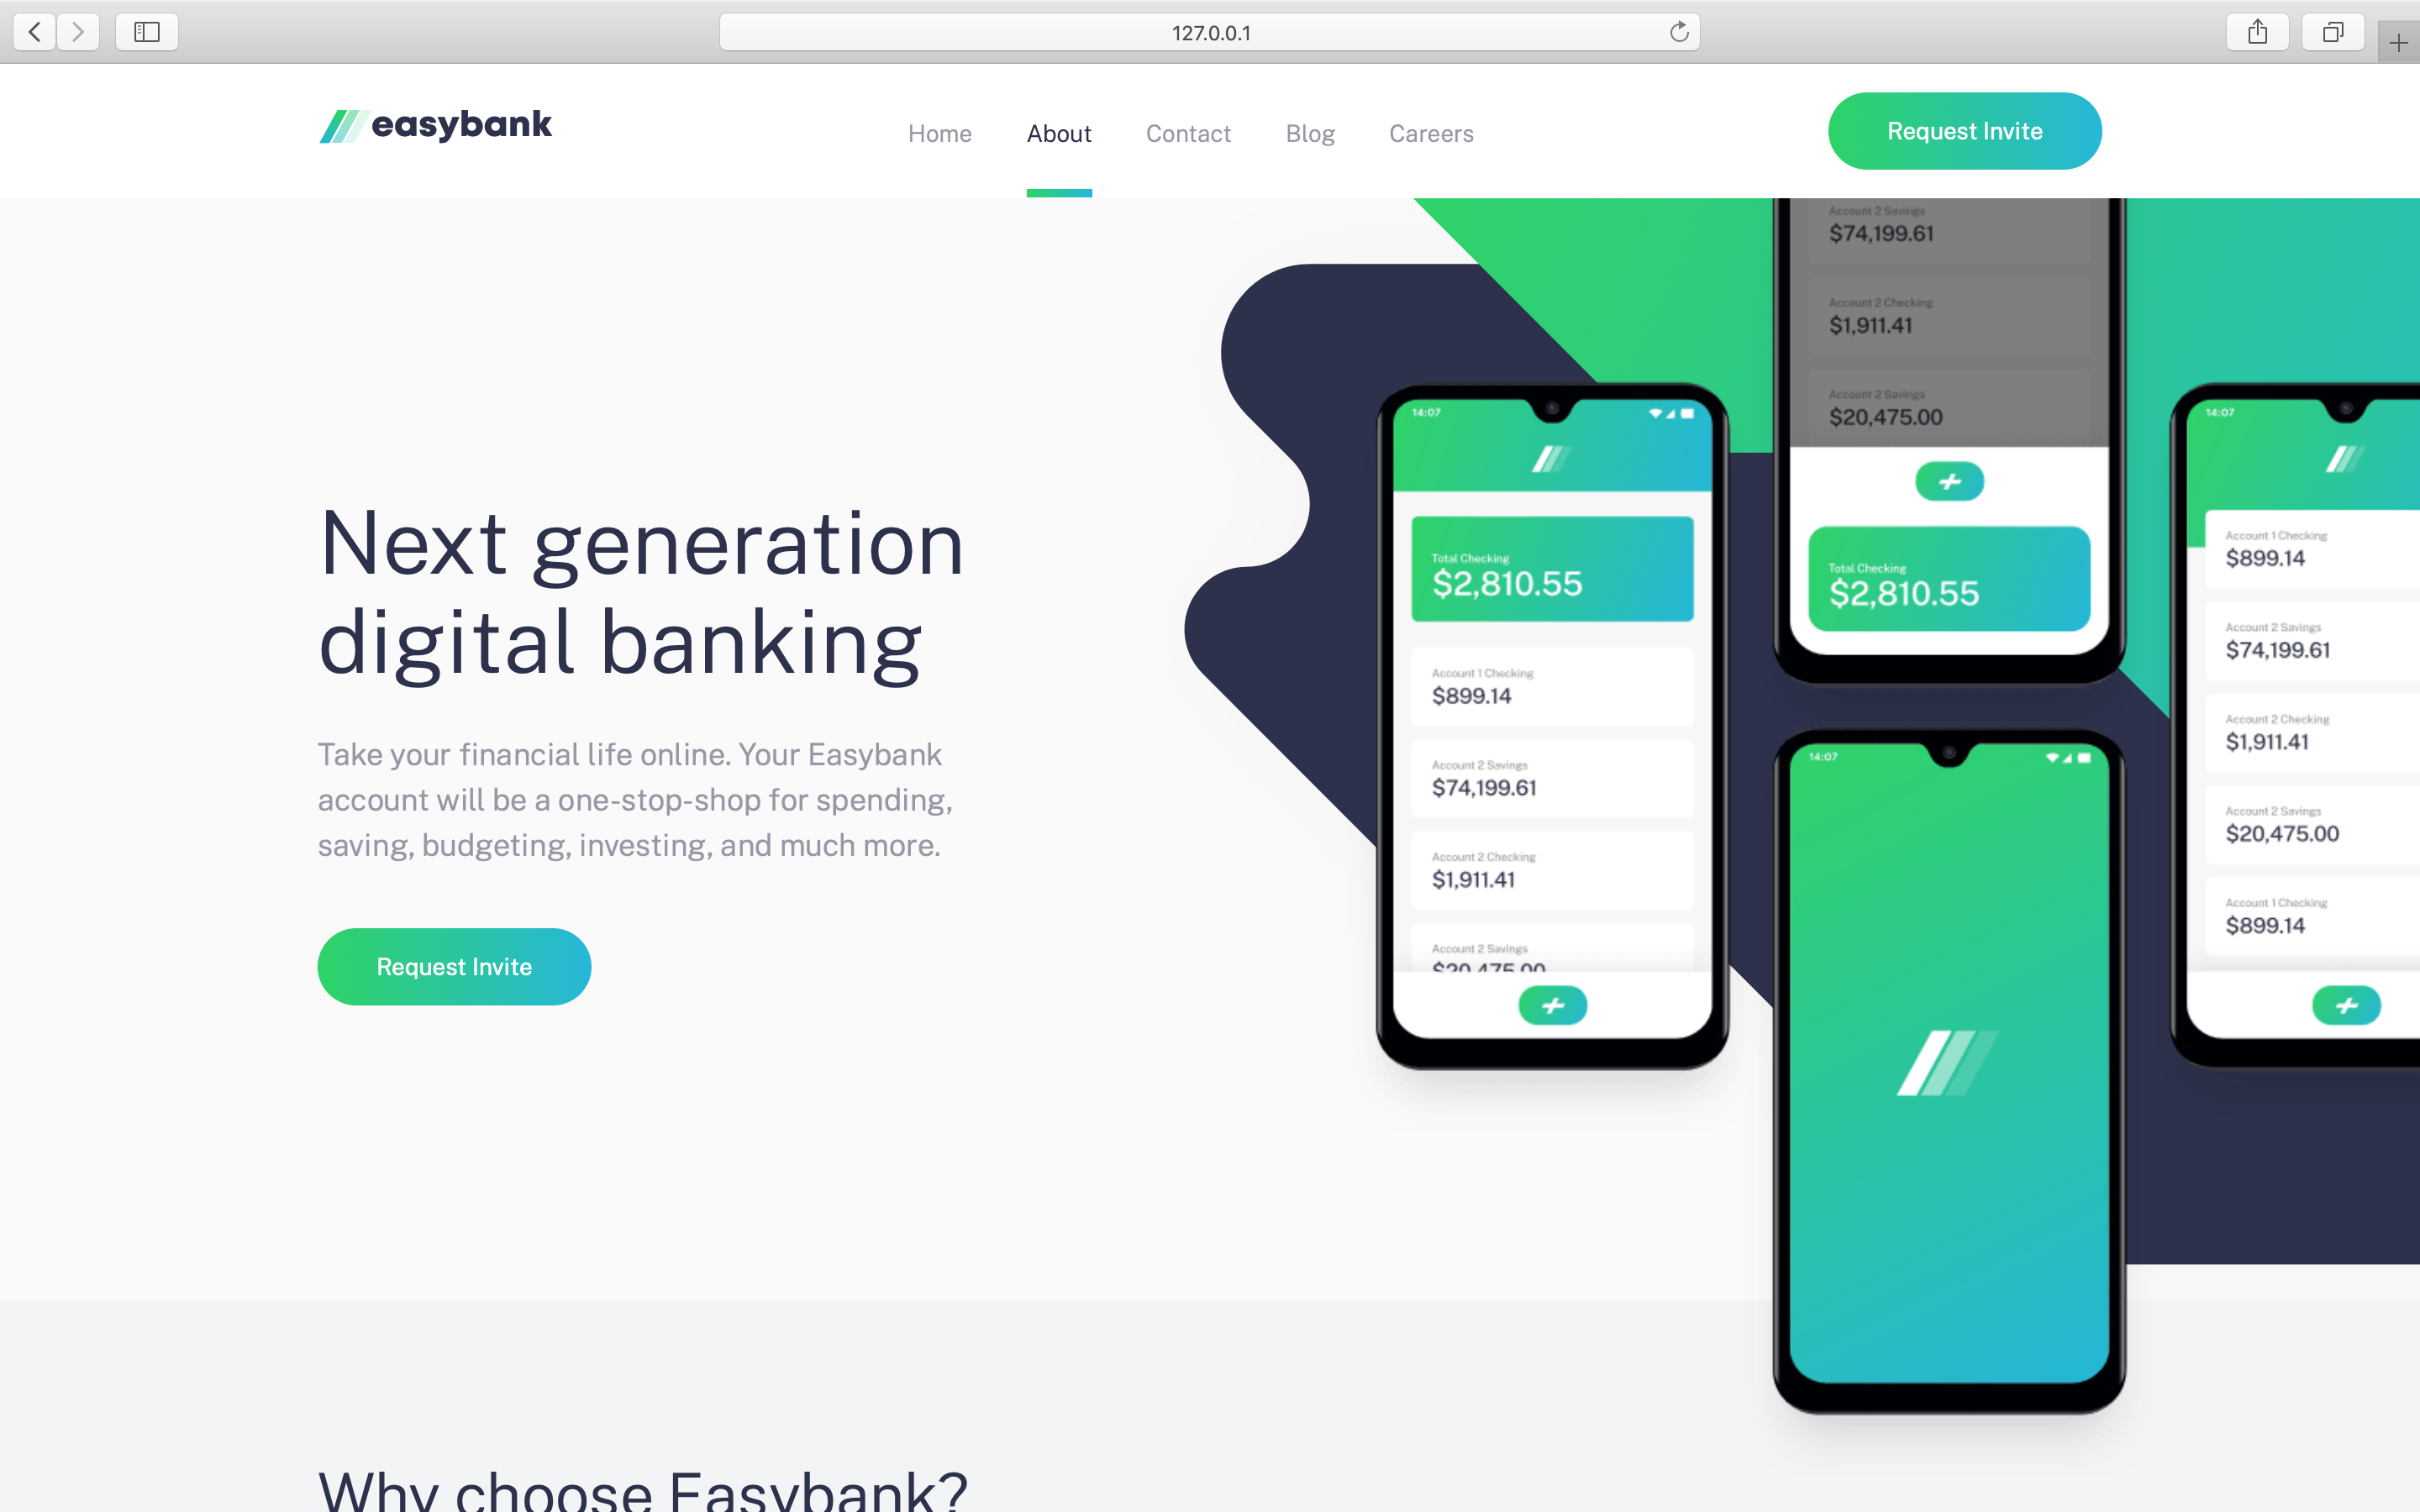 127.0.0.1
easybank
Home
About
Contact
Blog
Careers
Request Invite
Next generation
digital banking
Take your financial life online. Your Easybank
account will be a one-stop-shop for spending,
saving, budgeting, investing, and much more.
Request Invite
14:07
Total Checking
$2,810.55
Account 1 Checking
$899.14
Account 2 Savings
$74,199.61
Account 2 Checking
$1,911.41
Account 2 Savings
$20,475.00
Account 2 Savings
$74,199.61
Account 2 Checking
$1,911.41
Account 2 Savings
$20,475.00
Total Checking
$2,810.55
14:07
14:07
Account 1 Checking
$899.14
Account 2 Savings
$74,199.61
Account 2 Checking
$1,911.41
Account 2 Savings
$20,475.00
Account 1 Checking
$899.14
Why choose Easybank?